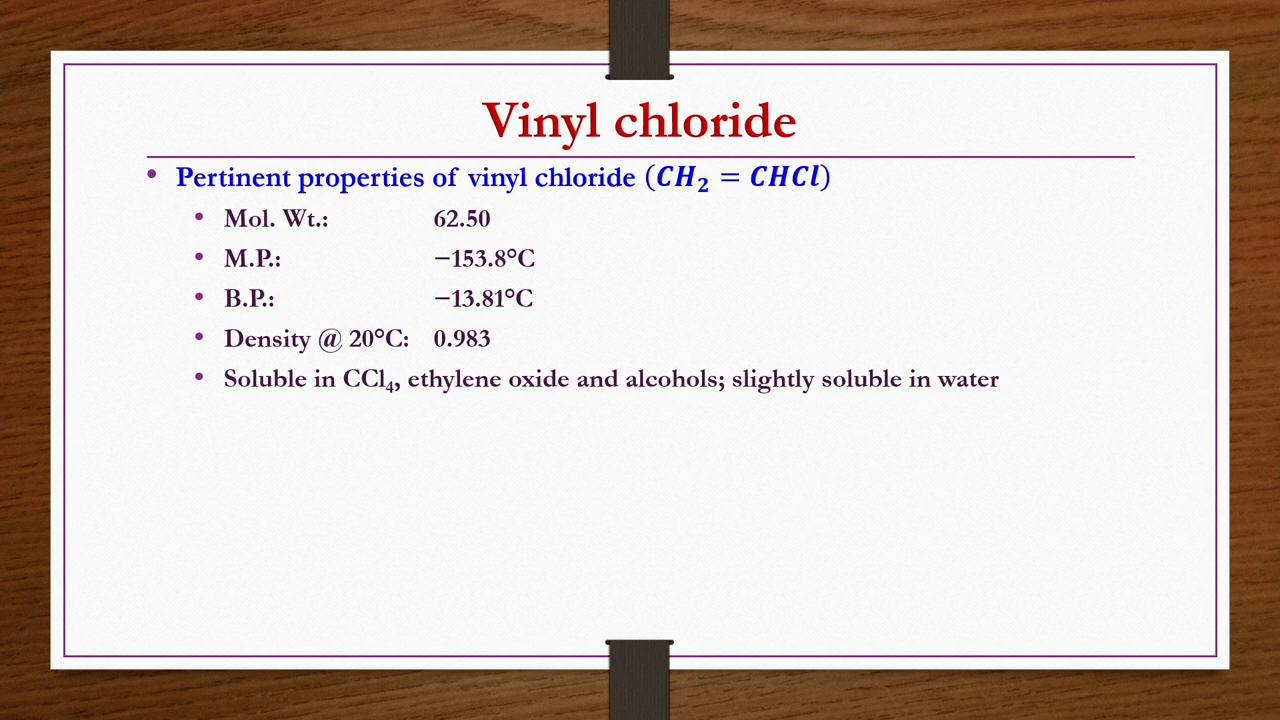 Vinyl chloride
• Pertinent properties of vinyl chloride (CH₂ = CHCl)
• Mol. Wt.: 62.50
• M.P.: −153.8°C
• B.P.: −13.81°C
• Density @ 20°C: 0.983
• Soluble in CCl₄, ethylene oxide and alcohols; slightly soluble in water